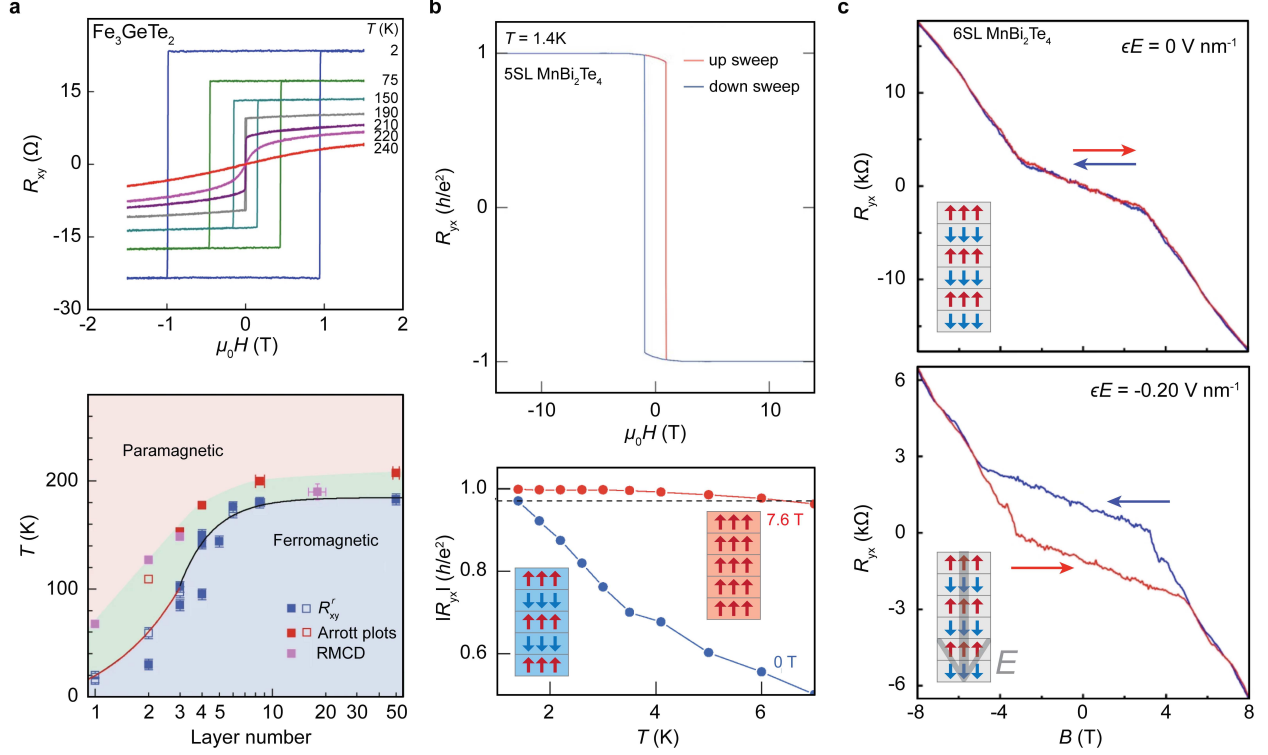 a
Fe₃GeTe₂
T (K)
2
75
150
190
210
220
240
15
0
-15
-30
Rxy (Ω)
-2 -1 0 1 2
μ₀H (T)
Paramagnetic
Ferromagnetic
Rʳxy
Arrott plots
RMCD
200
100
0
T (K)
1 2 3 4 5 10 20 30 50
Layer number
b
T = 1.4K
5SL MnBi₂Te₄
up sweep
down sweep
1
0
-1
Ryx (h/e²)
-10 0 10
μ₀H (T)
1.0
0.8
0.6
|Ryx| (h/e²)
7.6 T
0 T
2 4 6
T (K)
c
6SL MnBi₂Te₄
ϵE = 0 V nm⁻¹
10
0
-10
Ryx (kΩ)
ϵE = -0.20 V nm⁻¹
6
3
0
-3
-6
Ryx (kΩ)
E
-8 -4 0 4 8
B (T)